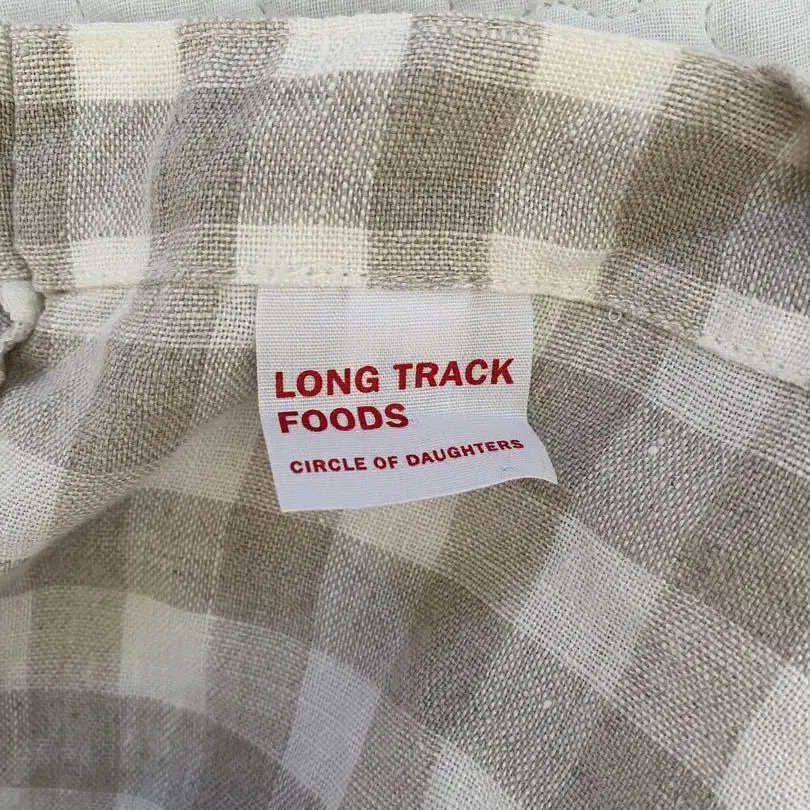 LONG TRACK
FOODS
CIRCLE OF DAUGHTERS